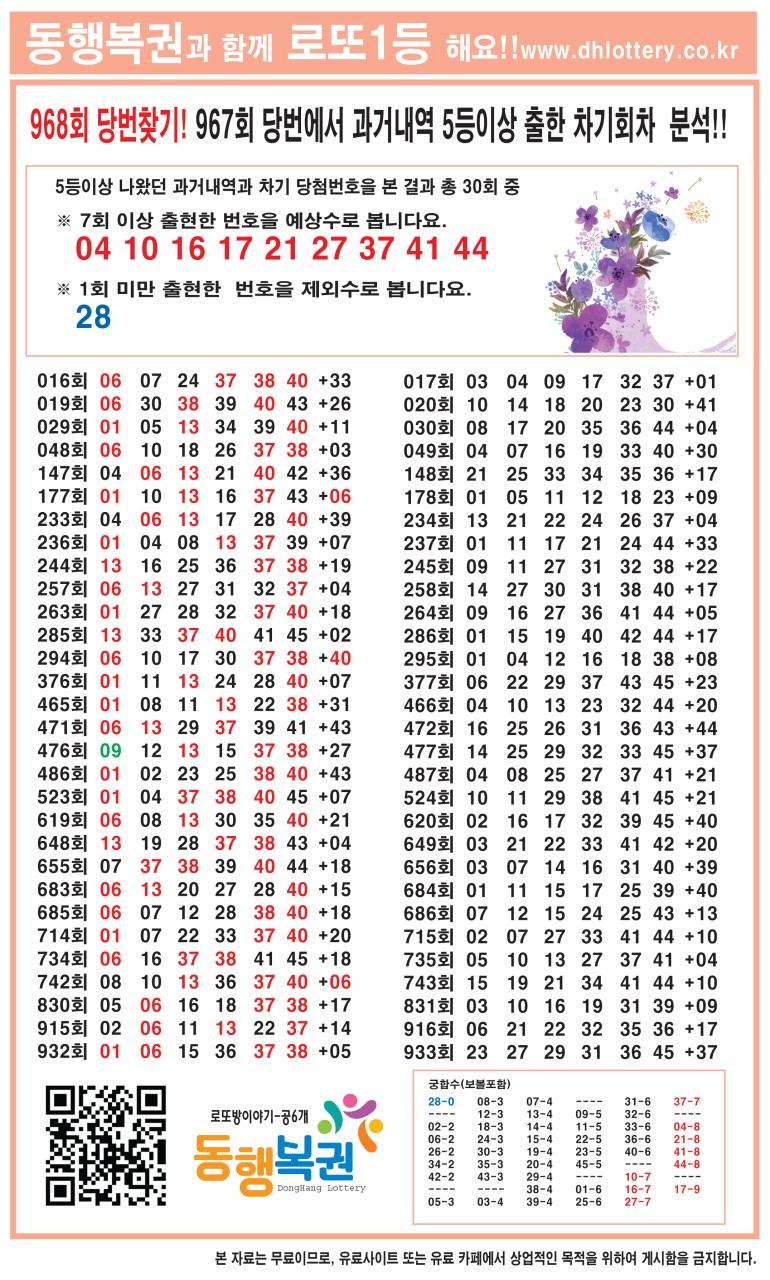 동행복권과 함께 로또1등 해요!!www.dhlottery.co.kr
968회 당번찾기! 967회 당번에서 과거내역 5등이상 출한 차기회차 분석!!
5등이상 나왔던 과거내역과 차기 당첨번호을 본 결과 총 30회 중
※ 7회 이상 출현한 번호을 예상수로 봅니다요.
04 10 16 17 21 27 37 41 44
※ 1회 미만 출현한 번호을 제외수로 봅니다요.
28
016회 06 07 24 37 38 40 +33
019회 06 30 38 39 40 43 +26
029회 01 05 13 34 39 40 +11
048회 06 10 18 26 37 38 +03
147회 04 06 13 21 40 42 +36
177회 01 10 13 16 37 43 +06
233회 04 06 13 17 28 40 +39
236회 01 04 08 13 37 39 +07
244회 13 16 25 36 37 38 +19
257회 06 13 27 31 32 37 +04
263회 01 27 28 32 37 40 +18
285회 13 33 37 40 41 45 +02
294회 06 10 17 30 37 38 +40
376회 01 11 13 24 28 40 +07
465회 01 08 11 13 22 38 +31
471회 06 13 29 37 39 41 +43
476회 09 12 13 15 37 38 +27
486회 01 02 23 25 38 40 +43
523회 01 04 37 38 40 45 +07
619회 06 08 13 30 35 40 +21
648회 13 19 28 37 38 43 +04
655회 07 37 38 39 40 44 +18
683회 06 13 20 27 28 40 +15
685회 06 07 12 28 38 40 +18
714회 01 07 22 33 37 40 +20
734회 06 16 37 38 41 45 +18
742회 08 10 13 36 37 40 +06
830회 05 06 16 18 37 38 +17
915회 02 06 11 13 22 37 +14
932회 01 06 15 36 37 38 +05
017회 03 04 09 17 32 37 +01
020회 10 14 18 20 23 30 +41
030회 08 17 20 35 36 44 +04
049회 04 07 16 19 33 40 +30
148회 21 25 33 34 35 36 +17
178회 01 05 11 12 18 23 +09
234회 13 21 22 24 26 37 +04
237회 01 11 17 21 24 44 +33
245회 09 11 27 31 32 38 +22
258회 14 27 30 31 38 40 +17
264회 09 16 27 36 41 44 +05
286회 01 15 19 40 42 44 +17
295회 01 04 12 16 18 38 +08
377회 06 22 29 37 43 45 +23
466회 04 10 13 23 32 44 +20
472회 16 25 26 31 36 43 +44
477회 14 25 29 32 33 45 +37
487회 04 08 25 27 37 41 +21
524회 10 11 29 38 41 45 +21
620회 02 16 17 32 39 45 +40
649회 03 21 22 33 41 42 +20
656회 03 07 14 16 31 40 +39
684회 01 11 15 17 25 39 +40
686회 07 12 15 24 25 43 +13
715회 02 07 27 33 41 44 +10
735회 05 10 13 27 37 41 +04
743회 15 19 21 34 41 44 +10
831회 03 10 16 19 31 39 +09
916회 06 21 22 32 35 36 +17
933회 23 27 29 31 36 45 +37
로또방이야기-공6개
동행복권
DongHang Lottery
궁합수(보볼포함)
28-0 08-3 07-4 ---- 31-6 37-7
---- 12-3 13-4 09-5 32-6 ----
02-2 18-3 14-4 11-5 33-6 04-8
06-2 24-3 15-4 22-5 36-6 21-8
26-2 30-3 19-4 23-5 40-6 41-8
34-2 35-3 20-4 45-5 ---- 44-8
42-2 43-3 29-4 ---- 10-7 ----
---- ---- 38-4 01-6 16-7 17-9
05-3 03-4 39-4 25-6 27-7
본 자료는 무료이므로, 유료사이트 또는 유료 카페에서 상업적인 목적을 위하여 게시함을 금지합니다.